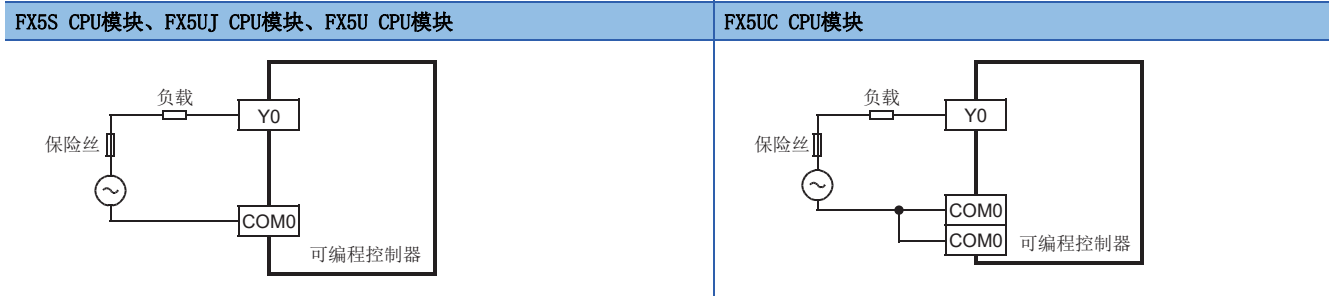 FX5S CPU模块、FX5UJ CPU模块、FX5U CPU模块
FX5UC CPU模块
负载
Y0
保险丝
COM0
可编程控制器
负载
Y0
保险丝
COM0
COM0
可编程控制器